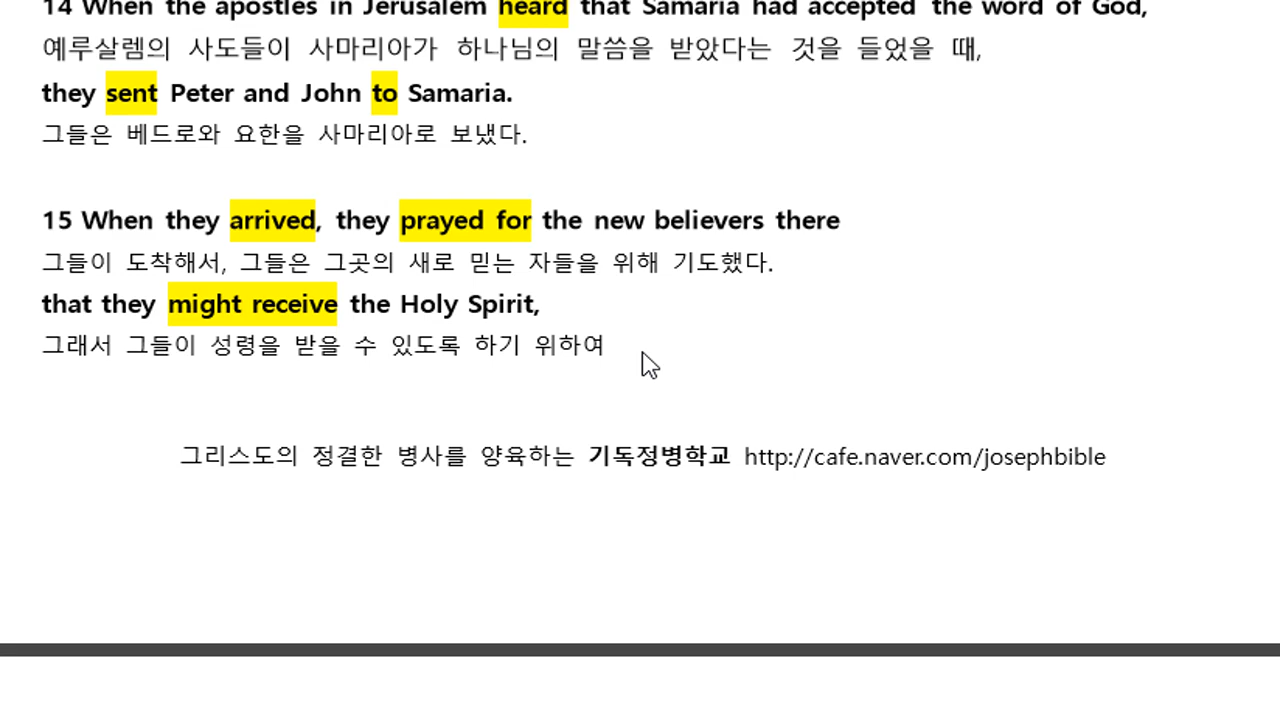 14 When the apostles in Jerusalem heard that Samaria had accepted the word of God,
예루살렘의 사도들이 사마리아가 하나님의 말씀을 받았다는 것을 들었을 때,
they sent Peter and John to Samaria.
그들은 베드로와 요한을 사마리아로 보냈다.
15 When they arrived, they prayed for the new believers there
그들이 도착해서, 그들은 그곳의 새로 믿는 자들을 위해 기도했다.
that they might receive the Holy Spirit,
그래서 그들이 성령을 받을 수 있도록 하기 위하여
그리스도의 정결한 병사를 양육하는 기독정병학교 http://cafe.naver.com/josephbible